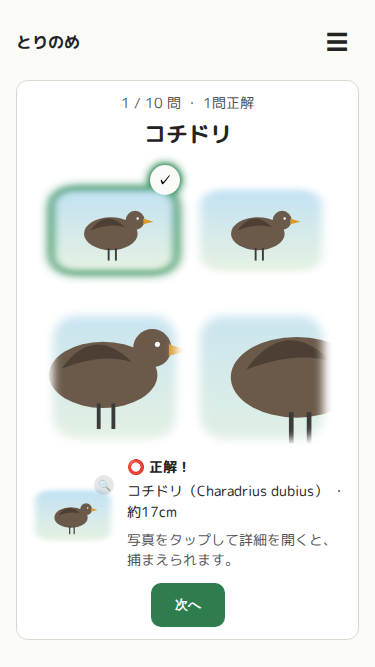 とりのめ
1 / 10 問 · 1問正解
コチドリ
✓
⭕ 正解！
コチドリ（Charadrius dubius） ·
約17cm
写真をタップして詳細を開くと、
捕まえられます。
次へ